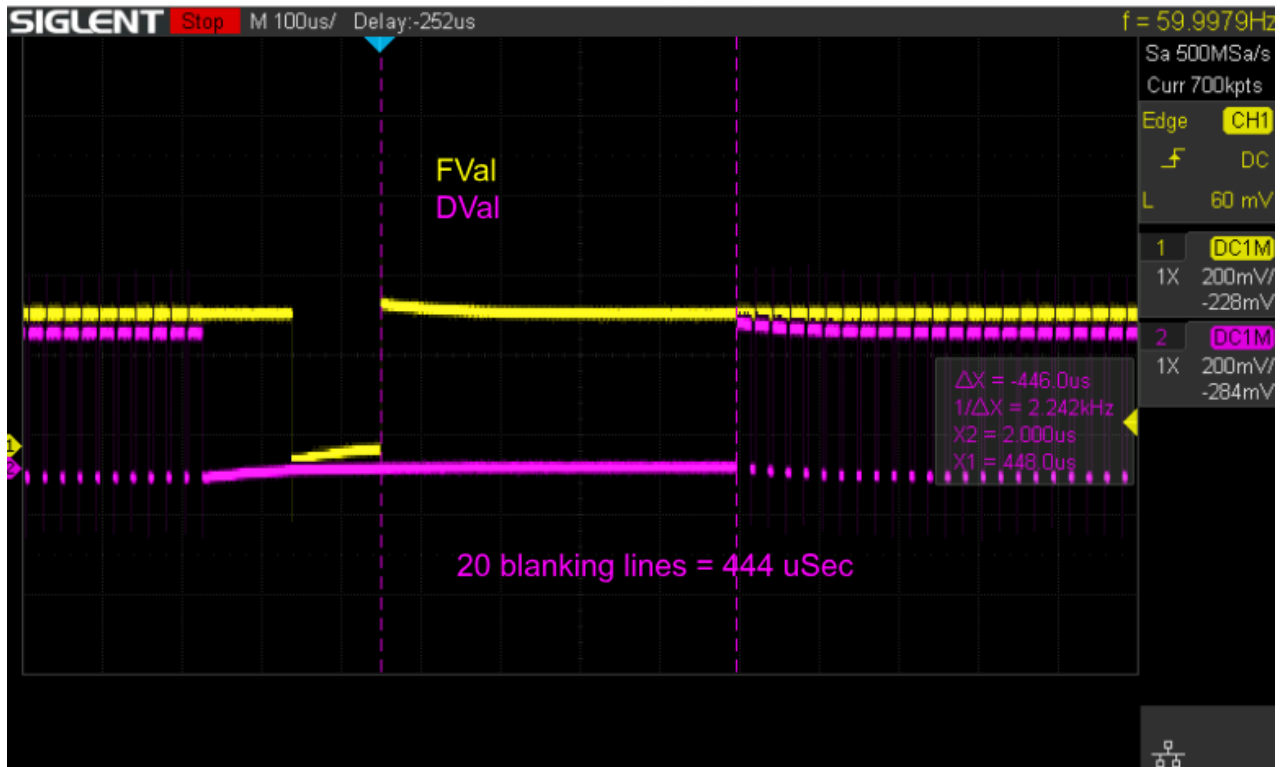 SIGLENT Stop M 100us/ Delay:-252us f = 59.9979Hz
Sa 500MSa/s
Curr 700kpts
Edge CH1
DC
L 60 mV
FVal
DVal
1 DC1M
1X 200mV/
-228mV
2 DC1M
1X 200mV/
-284mV
ΔX = -446.0us
1/ΔX = 2.242kHz
X2 = 2.000us
X1 = 448.0us
1
2
20 blanking lines = 444 uSec